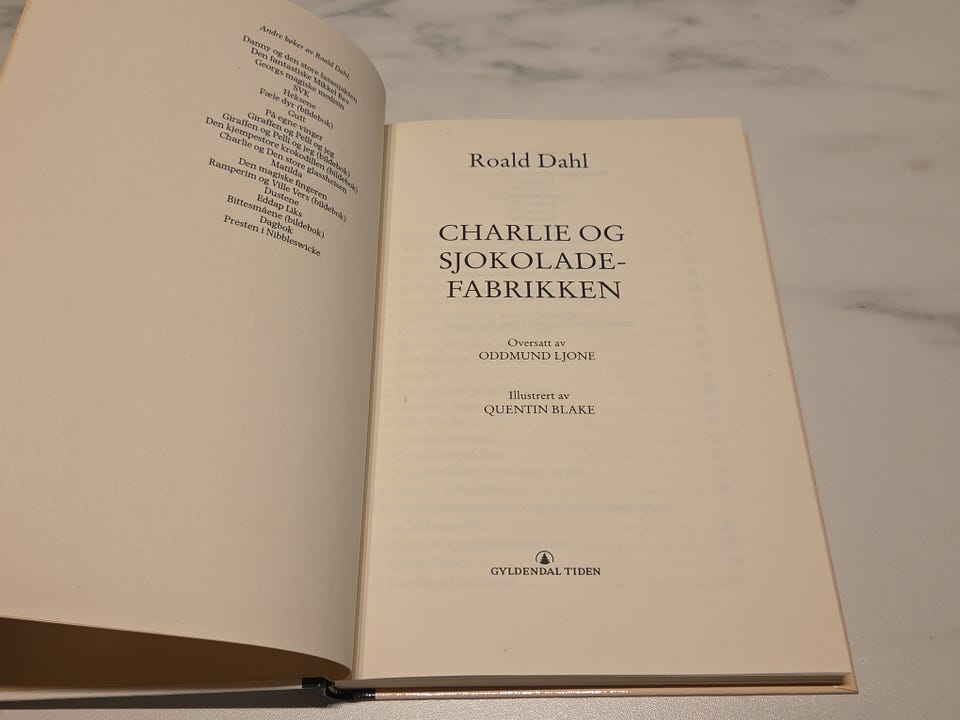 Andre bøker av Roald Dahl:
Danny og den store fasanjakten
Den fantastiske Mikkel Rev
Georgs magiske medisin
SVK
Heksene
Fæle dyr (bildebok)
Gutt
På egne vinger
Giraffen og Pelli og jeg
Giraffen og Pelli og jeg (bildebok)
Den kjempestore krokodillen (bildebok)
Charlie og Den store glassheisen
Matilda
Den magiske fingeren
Ramperim og Ville Vers (bildebok)
Dustene
Eddap Liks
Bittesmåene (bildebok)
Dagbok
Presten i Nibbleswicke
Roald Dahl
CHARLIE OG
SJOKOLADE-
FABRIKKEN
Oversatt av
ODDMUND LJONE
Illustrert av
QUENTIN BLAKE
GYLDENDAL TIDEN